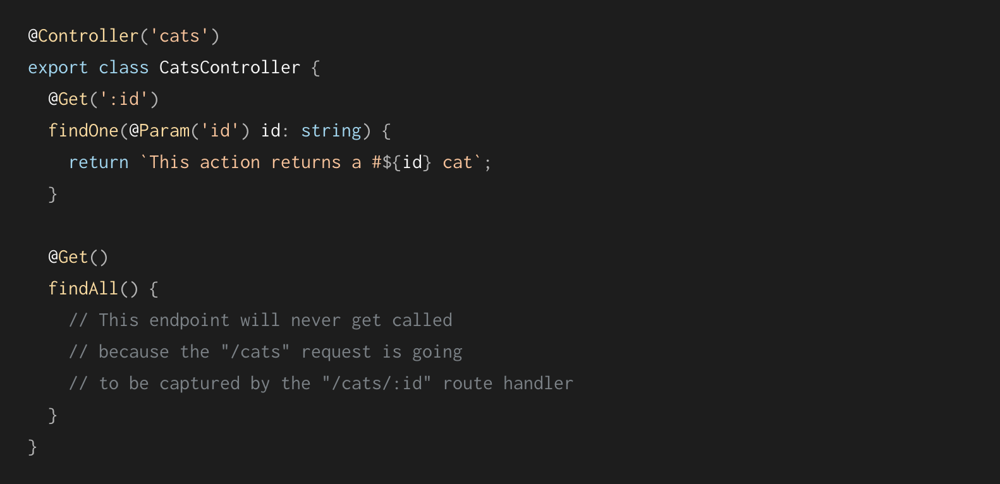 @Controller('cats')
export class CatsController {
  @Get(':id')
  findOne(@Param('id') id: string) {
    return `This action returns a #${id} cat`;
  }

  @Get()
  findAll() {
    // This endpoint will never get called
    // because the "/cats" request is going
    // to be captured by the "/cats/:id" route handler
  }
}